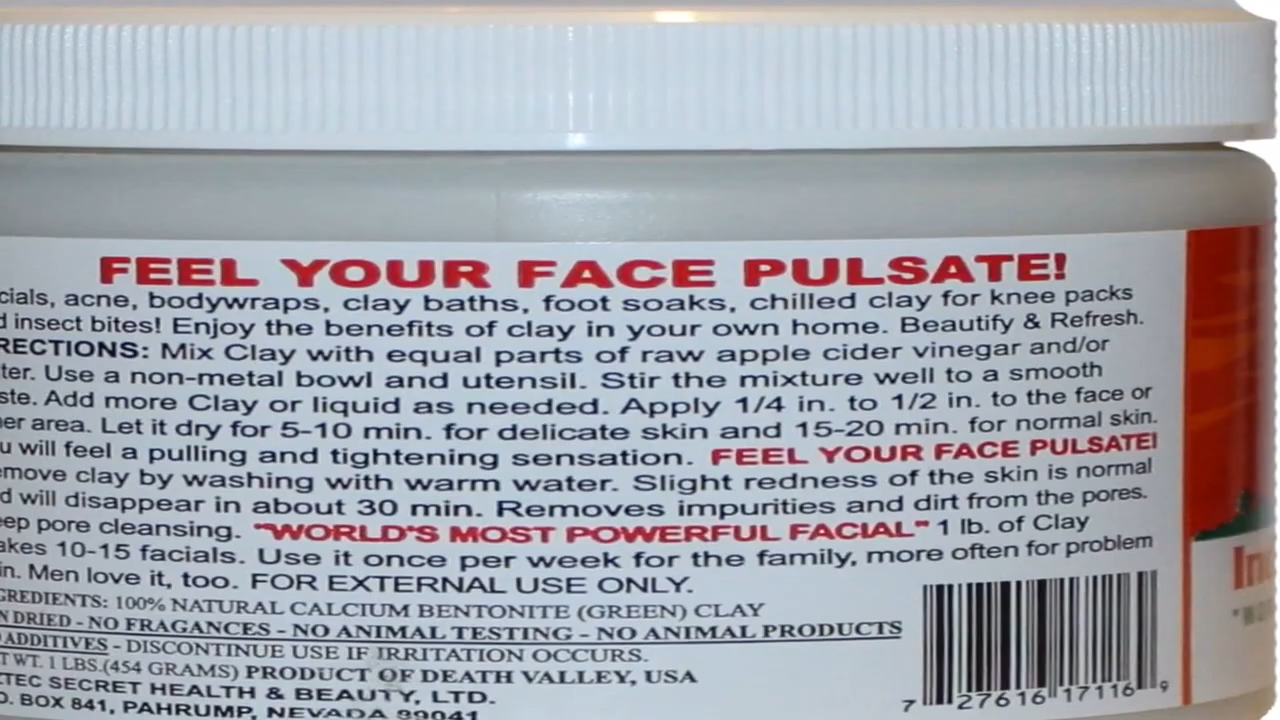 FEEL YOUR FACE PULSATE!
cials, acne, bodywraps, clay baths, foot soaks, chilled clay for knee packs
d insect bites! Enjoy the benefits of clay in your own home. Beautify & Refresh.
RECTIONS: Mix Clay with equal parts of raw apple cider vinegar and/or
ter. Use a non-metal bowl and utensil. Stir the mixture well to a smooth
ste. Add more Clay or liquid as needed. Apply 1/4 in. to 1/2 in. to the face or
er area. Let it dry for 5-10 min. for delicate skin and 15-20 min. for normal skin.
u will feel a pulling and tightening sensation. FEEL YOUR FACE PULSATE!
move clay by washing with warm water. Slight redness of the skin is normal
d will disappear in about 30 min. Removes impurities and dirt from the pores.
ep pore cleansing. "WORLD'S MOST POWERFUL FACIAL" 1 lb. of Clay
akes 10-15 facials. Use it once per week for the family, more often for problem
in. Men love it, too. FOR EXTERNAL USE ONLY.
GREDIENTS: 100% NATURAL CALCIUM BENTONITE (GREEN) CLAY
N DRIED - NO FRAGANCES - NO ANIMAL TESTING - NO ANIMAL PRODUCTS
ADDITIVES - DISCONTINUE USE IF IRRITATION OCCURS.
T WT. 1 LBS.(454 GRAMS) PRODUCT OF DEATH VALLEY, USA
TEC SECRET HEALTH & BEAUTY, LTD.
O. BOX 841, PAHRUMP, NEVADA 89041
7 27616 17116 9